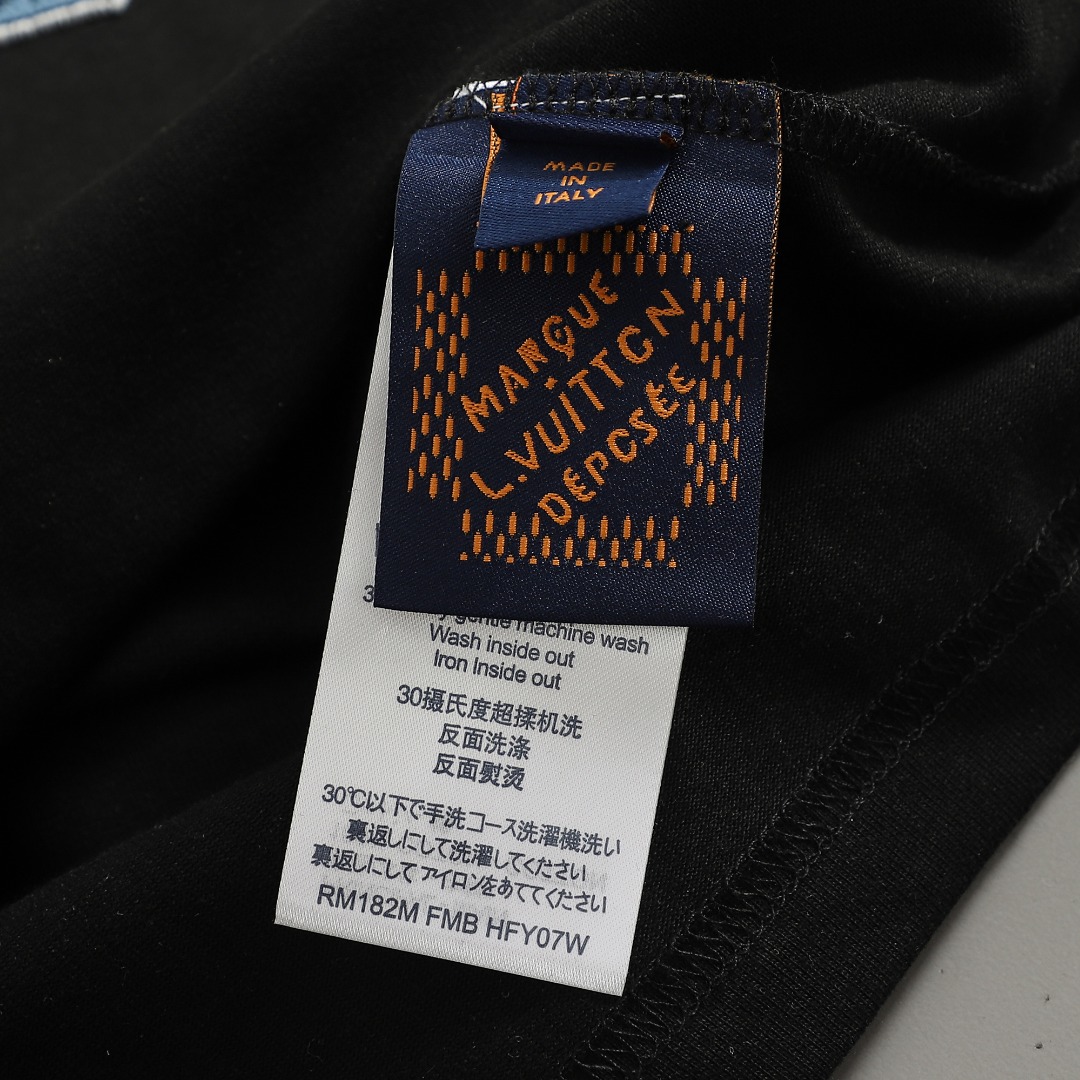 MADE
IN
ITALY
MARQUE
L.VUITTON
DÉPOSÉE
gentle machine wash
Wash inside out
Iron Inside out
30摄氏度超揉机洗
反面洗涤
反面熨烫
30℃以下で手洗コース洗濯機洗い
裏返しにして洗濯してください
裏返しにしてアイロンをあててください
RM182M FMB HFY07W